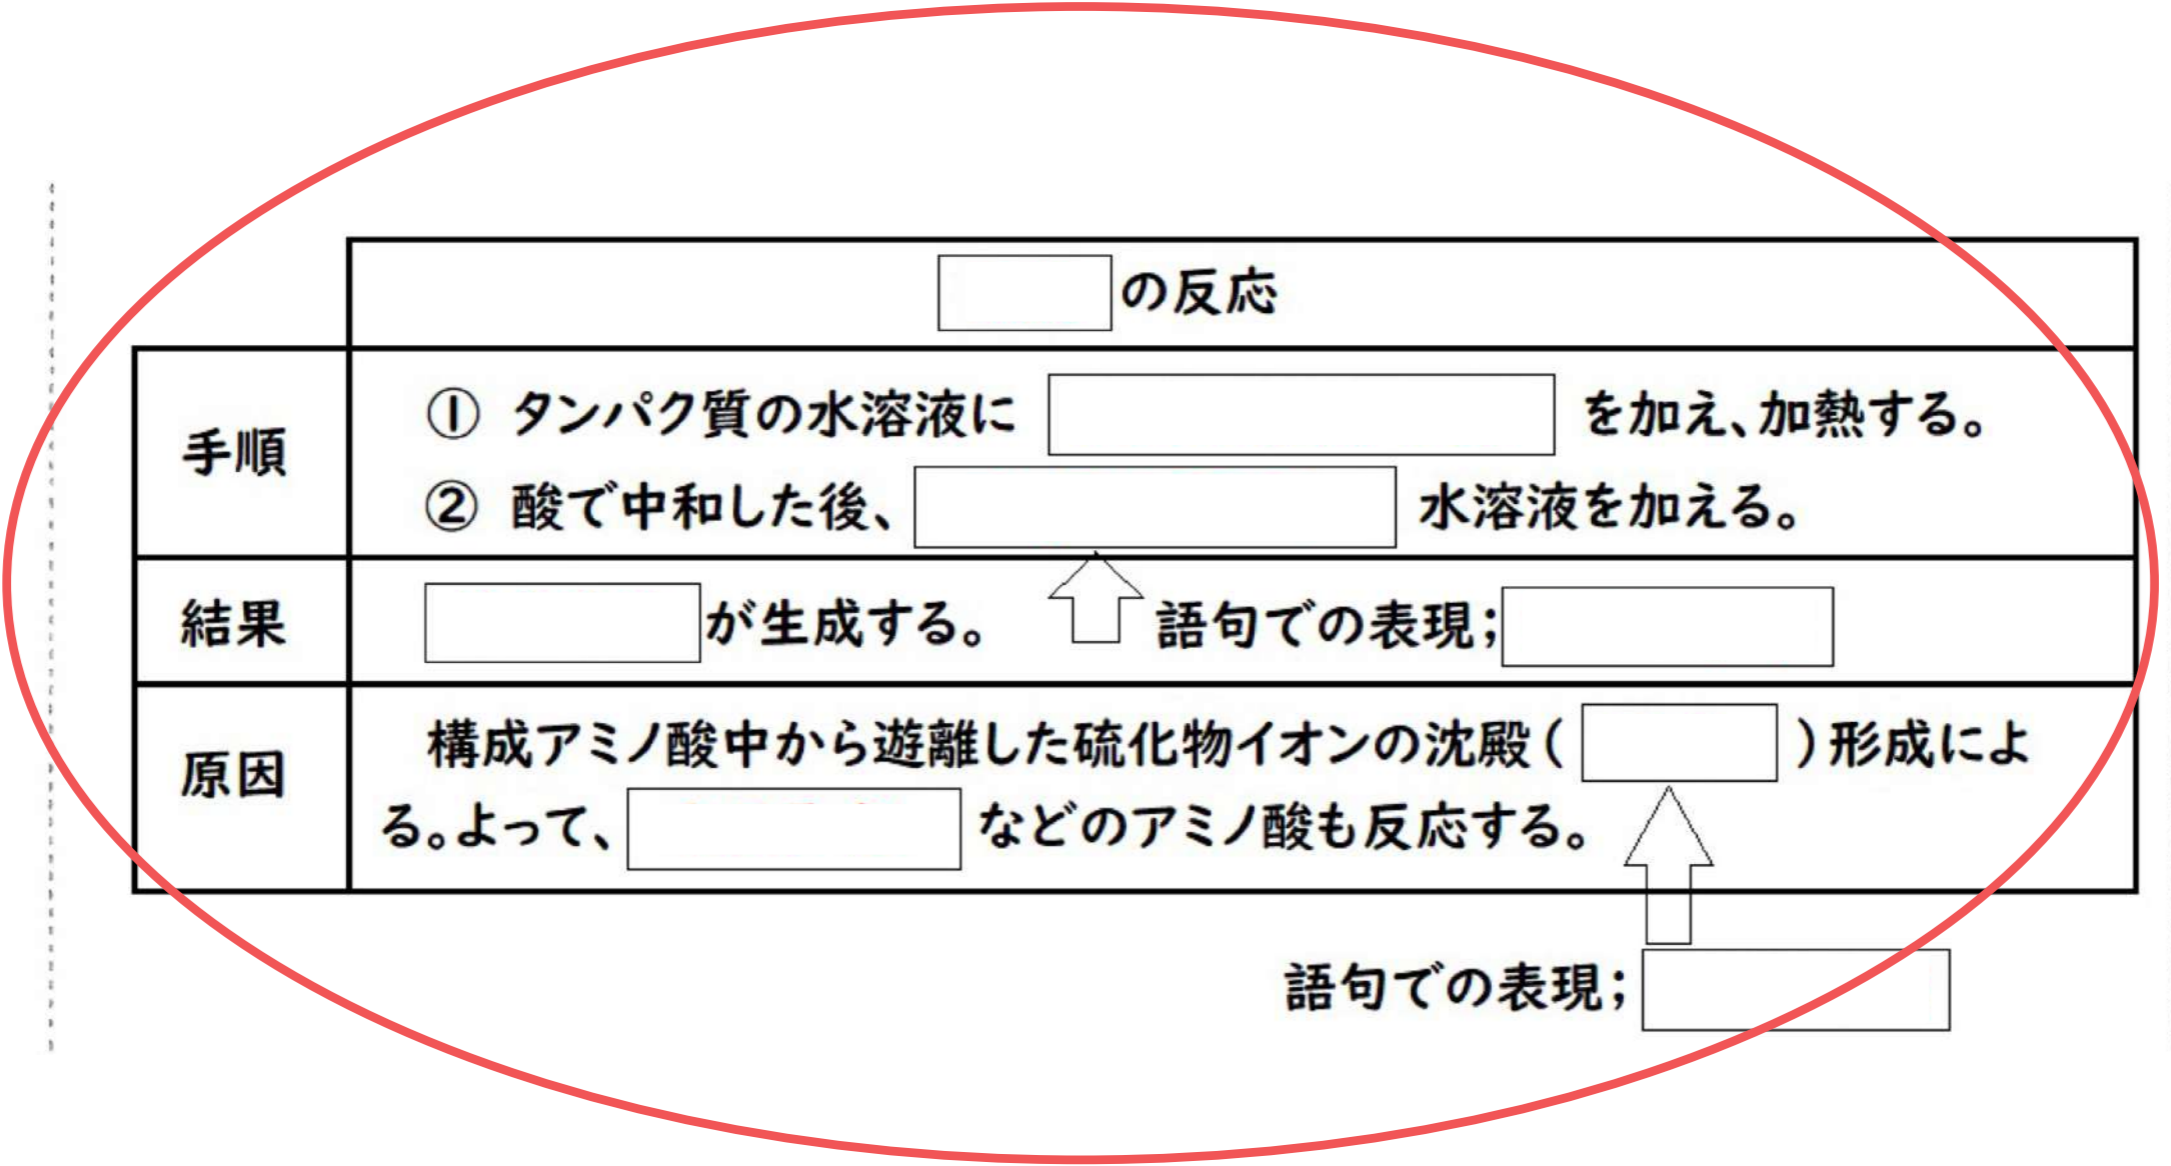 の反応
手順
① タンパク質の水溶液に を加え、加熱する。
② 酸で中和した後、 水溶液を加える。
結果
が生成する。 語句での表現;
原因
構成アミノ酸中から遊離した硫化物イオンの沈殿( )形成によ
る。よって、 などのアミノ酸も反応する。
語句での表現;